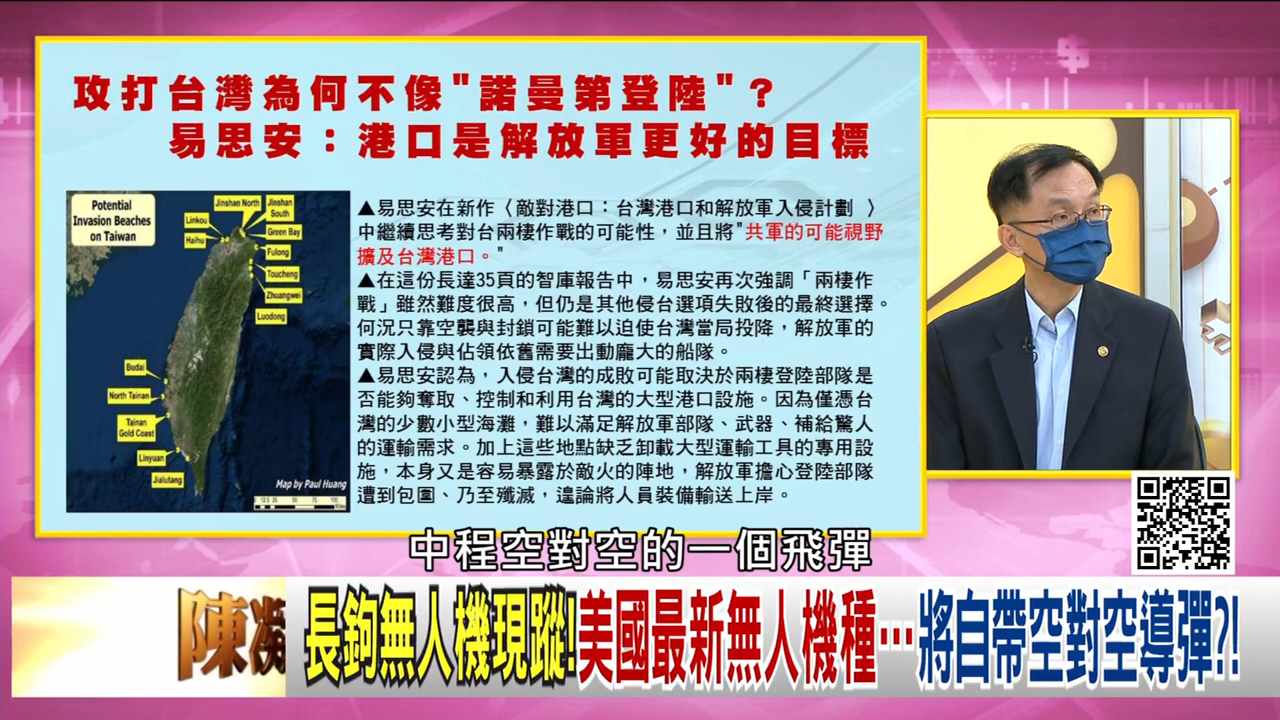 攻打台灣為何不像"諾曼第登陸"？
易思安：港口是解放軍更好的目標
Potential
Invasion Beaches
on Taiwan
Jinshan North
Jinshan
South
Linkou
Green Bay
Haihu
Fulong
Toucheng
Zhuangwei
Luodong
Budai
North Tainan
Tainan
Gold Coast
Linyuan
Jialutang
Map by Paul Huang
▲易思安在新作〈敵對港口：台灣港口和解放軍入侵計劃 〉
中繼續思考對台兩棲作戰的可能性，並且將"共軍的可能視野
擴及台灣港口。"
▲在這份長達35頁的智庫報告中，易思安再次強調「兩棲作
戰」雖然難度很高，但仍是其他侵台選項失敗後的最終選擇。
何況只靠空襲與封鎖可能難以迫使台灣當局投降，解放軍的
實際入侵與佔領依舊需要出動龐大的船隊。
▲易思安認為，入侵台灣的成敗可能取決於兩棲登陸部隊是
否能夠奪取、控制和利用台灣的大型港口設施。因為僅憑台
灣的少數小型海灘，難以滿足解放軍部隊、武器、補給驚人
的運輸需求。加上這些地點缺乏卸載大型運輸工具的專用設
施，本身又是容易暴露於敵火的陣地，解放軍擔心登陸部隊
遭到包圍、乃至殲滅，遑論將人員裝備輸送上岸。
中程空對空的一個飛彈
陳凝
長鉤無人機現蹤!美國最新無人機種…將自帶空對空導彈?!